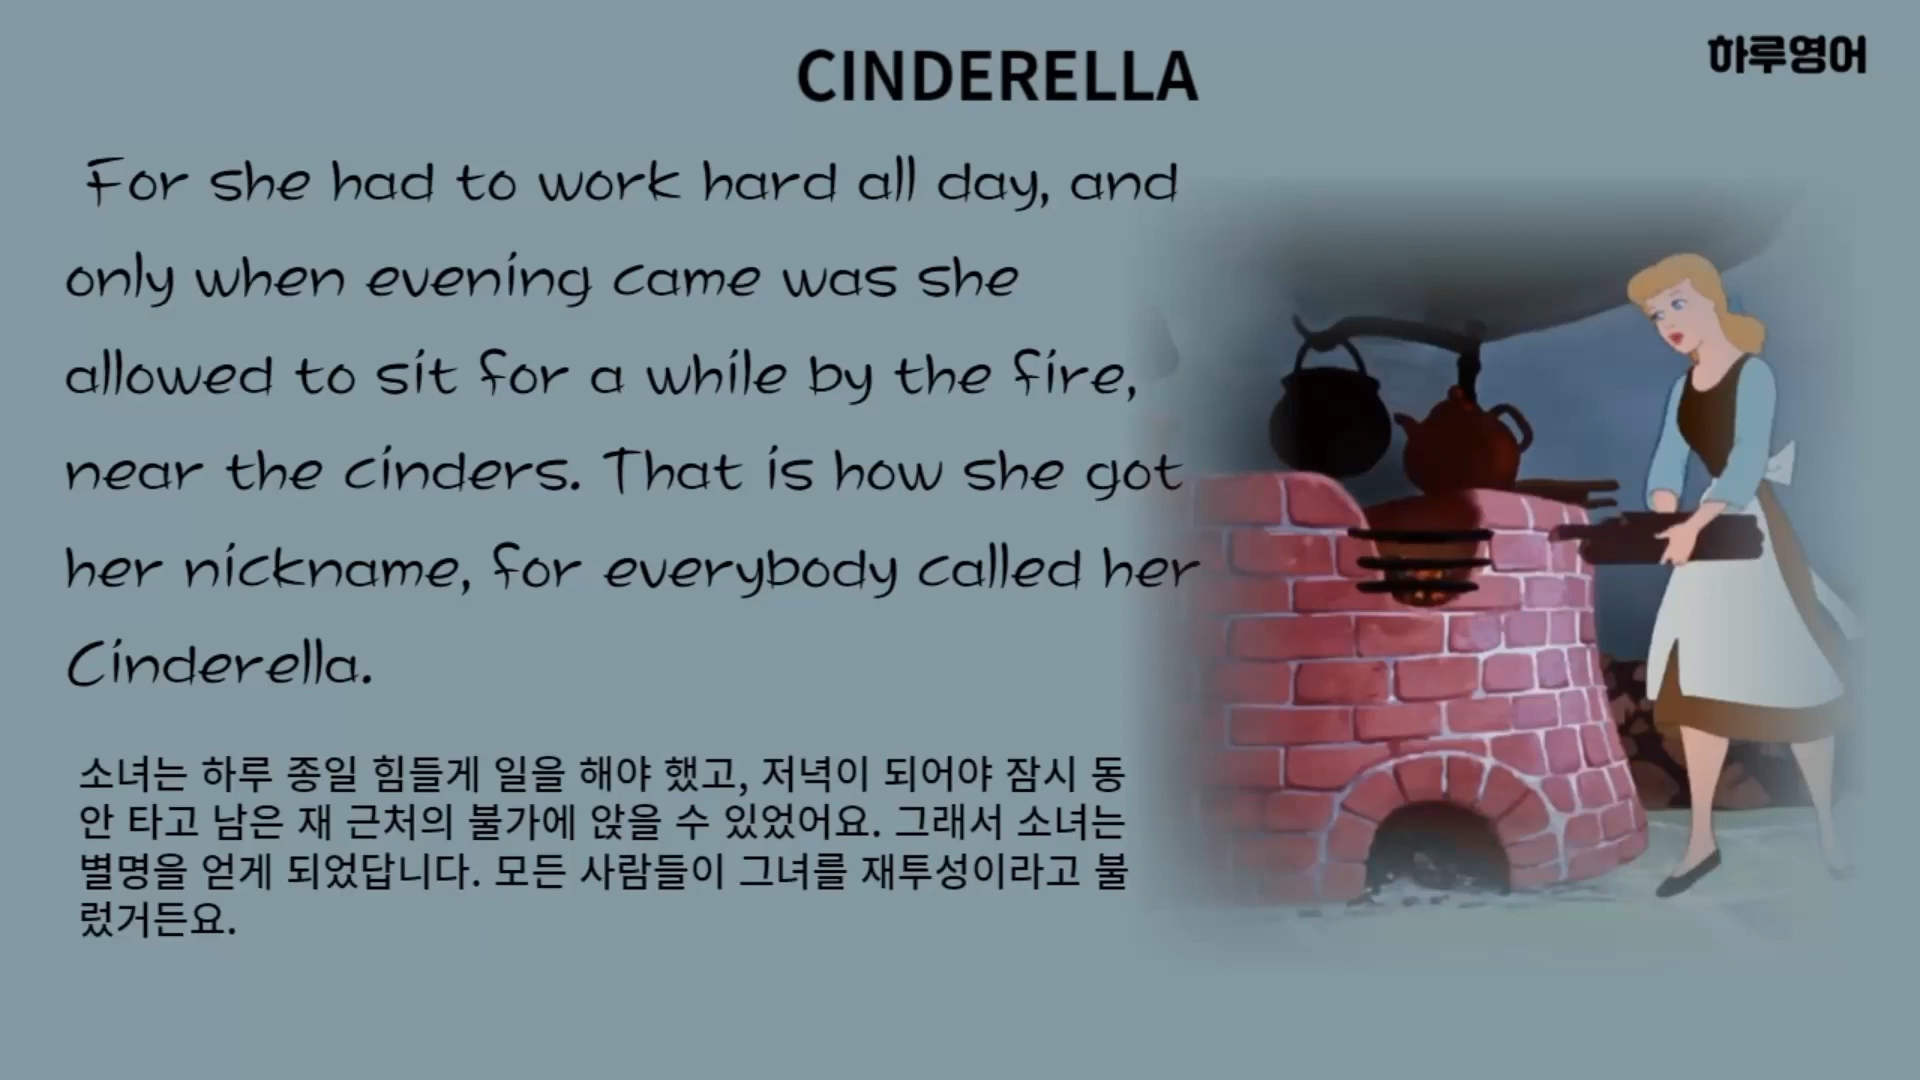 CINDERELLA
하루영어
For she had to work hard all day, and
only when evening came was she
allowed to sit for a while by the fire,
near the cinders. That is how she got
her nickname, for everybody called her
Cinderella.
소녀는 하루 종일 힘들게 일을 해야 했고, 저녁이 되어야 잠시 동
안 타고 남은 재 근처의 불가에 앉을 수 있었어요. 그래서 소녀는
별명을 얻게 되었답니다. 모든 사람들이 그녀를 재투성이라고 불
렀거든요.